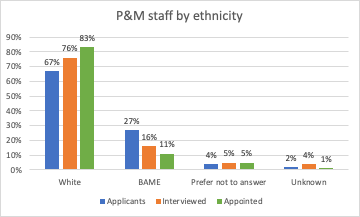 P&M staff by ethnicity
90%
80%
70%
60%
50%
40%
30%
20%
10%
0%
67% 76% 83%
27% 16% 11%
4% 5% 5%
2% 4% 1%
White BAME Prefer not to answer Unknown
Applicants Interviewed Appointed